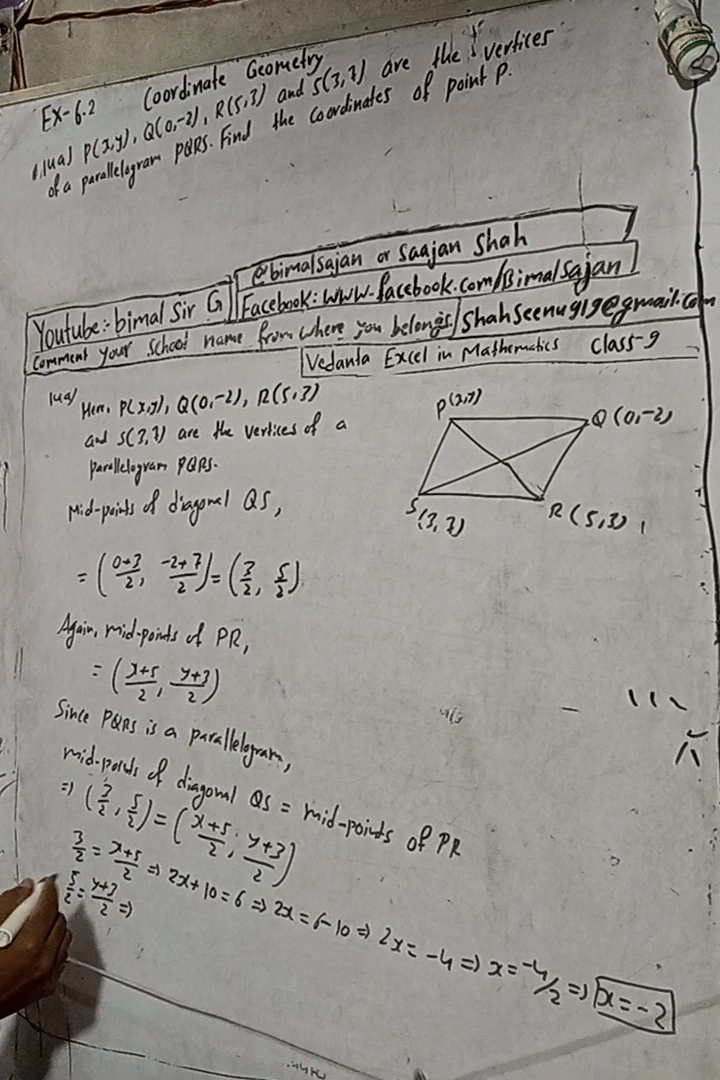 EX-6.2 Coordinate Geometry
1. 14a) P(x,y), Q(0,-2), R(5,3) and S(3,7) are the vertices
of a parallelogram PQRS. Find the coordinates of point P.
@bimalsajan or Saajan Shah
Youtube:- bimal Sir G
Facebook: www.facebook.com/Bimalsajan
Comment your School name from where you belongs.
Shahseenu919@gmail.com
Vedanta Excel in Mathematics Class-9
14a) Here, P(x,y), Q(0,-2), R(5,3)
and S(3,7) are the vertices of a
parallelogram PQRS.
P(x,y)
Q(0,-2)
S(3,7)
R(5,3)
Mid-points of diagonal QS,
= (0+3/2, -2+7/2) = (3/2, 5/2)
Again, mid-points of PR,
= (x+5/2, y+3/2)
Since PQRS is a parallelogram,
mid-points of diagonal QS = mid-points of PR
=> (3/2, 5/2) = (x+5/2, y+3/2)
3/2 = x+5/2 => 2x+10=6 => 2x=6-10 => 2x=-4 => x=-4/2 => x=-2
5/2 = y+3/2 =>